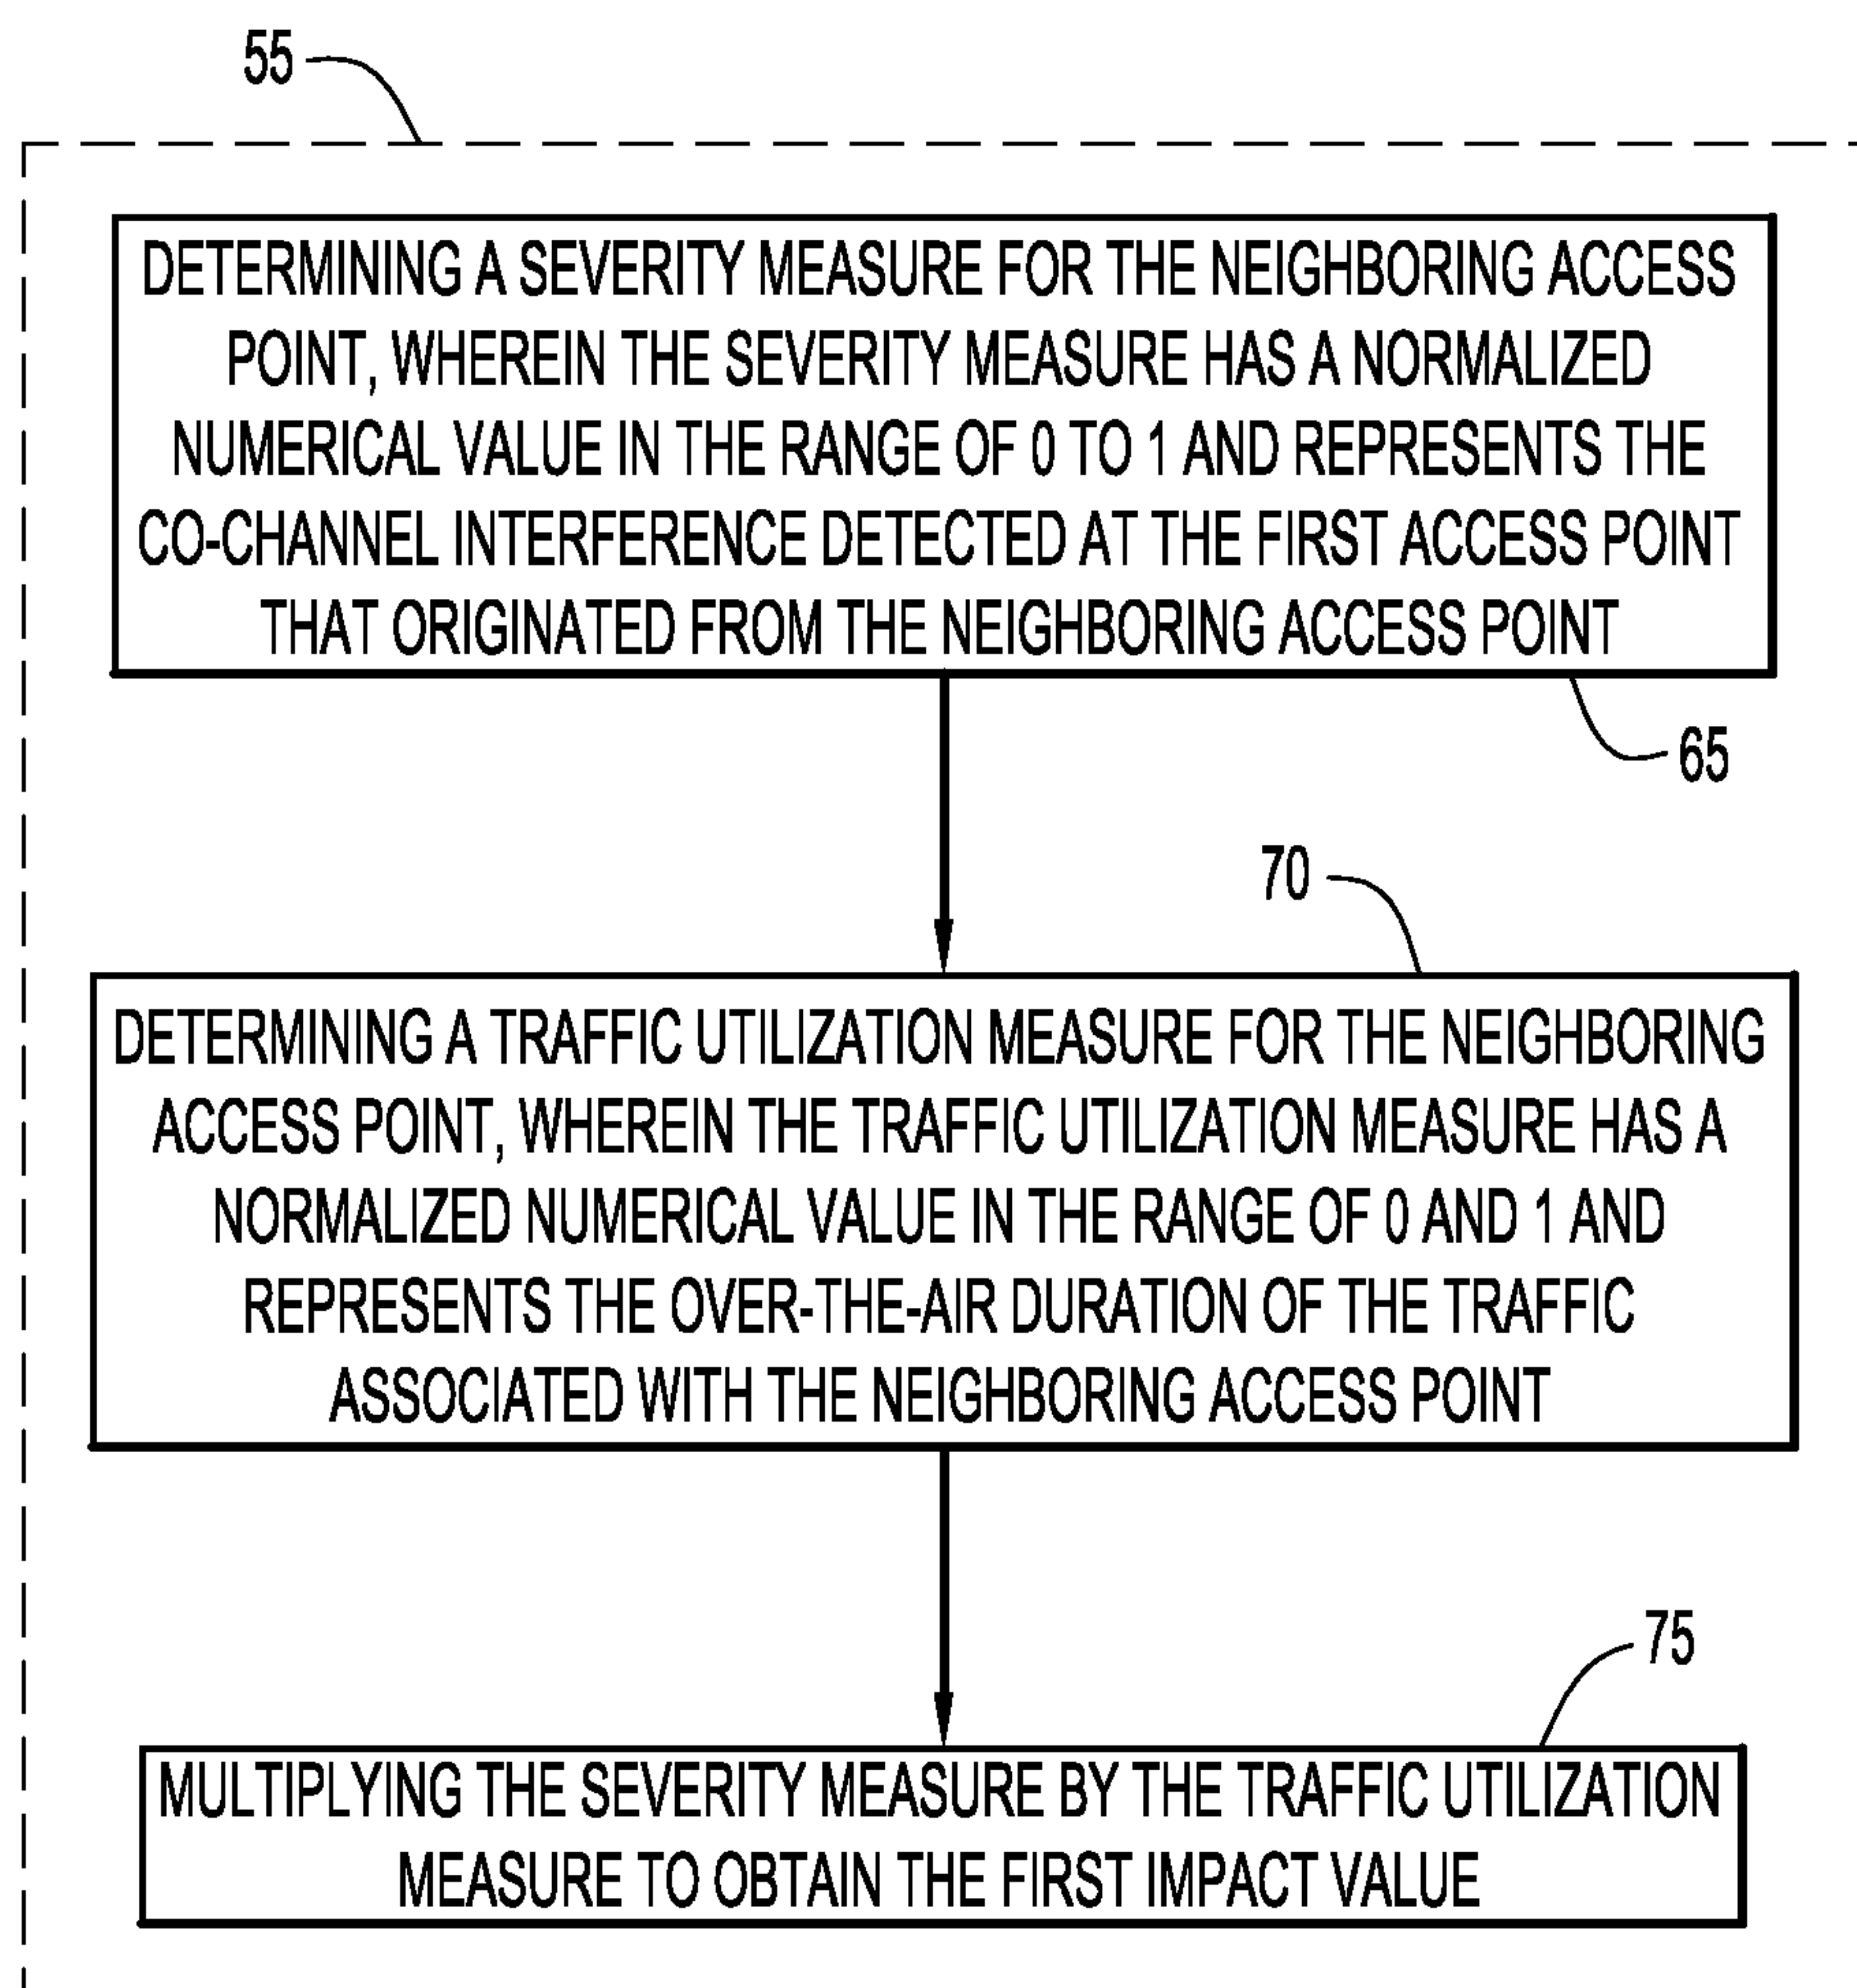 55
DETERMINING A SEVERITY MEASURE FOR THE NEIGHBORING ACCESS
POINT, WHEREIN THE SEVERITY MEASURE HAS A NORMALIZED
NUMERICAL VALUE IN THE RANGE OF 0 TO 1 AND REPRESENTS THE
CO-CHANNEL INTERFERENCE DETECTED AT THE FIRST ACCESS POINT
THAT ORIGINATED FROM THE NEIGHBORING ACCESS POINT
65
70
DETERMINING A TRAFFIC UTILIZATION MEASURE FOR THE NEIGHBORING
ACCESS POINT, WHEREIN THE TRAFFIC UTILIZATION MEASURE HAS A
NORMALIZED NUMERICAL VALUE IN THE RANGE OF 0 AND 1 AND
REPRESENTS THE OVER-THE-AIR DURATION OF THE TRAFFIC
ASSOCIATED WITH THE NEIGHBORING ACCESS POINT
75
MULTIPLYING THE SEVERITY MEASURE BY THE TRAFFIC UTILIZATION
MEASURE TO OBTAIN THE FIRST IMPACT VALUE